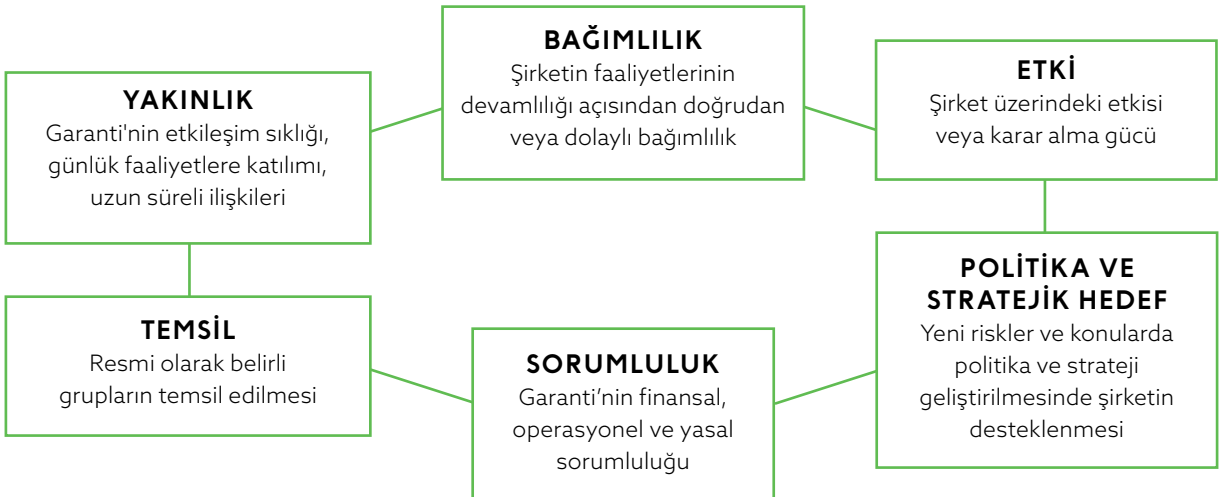 BAĞIMLILIK
Şirketin faaliyetlerinin
devamlılığı açısından doğrudan
veya dolaylı bağımlılık
ETKİ
Şirket üzerindeki etkisi
veya karar alma gücü
YAKINLIK
Garanti'nin etkileşim sıklığı,
günlük faaliyetlere katılımı,
uzun süreli ilişkileri
POLİTİKA VE
STRATEJİK HEDEF
Yeni riskler ve konularda
politika ve strateji
geliştirilmesinde şirketin
desteklenmesi
TEMSİL
Resmi olarak belirli
grupların temsil edilmesi
SORUMLULUK
Garanti’nin finansal,
operasyonel ve yasal
sorumluluğu